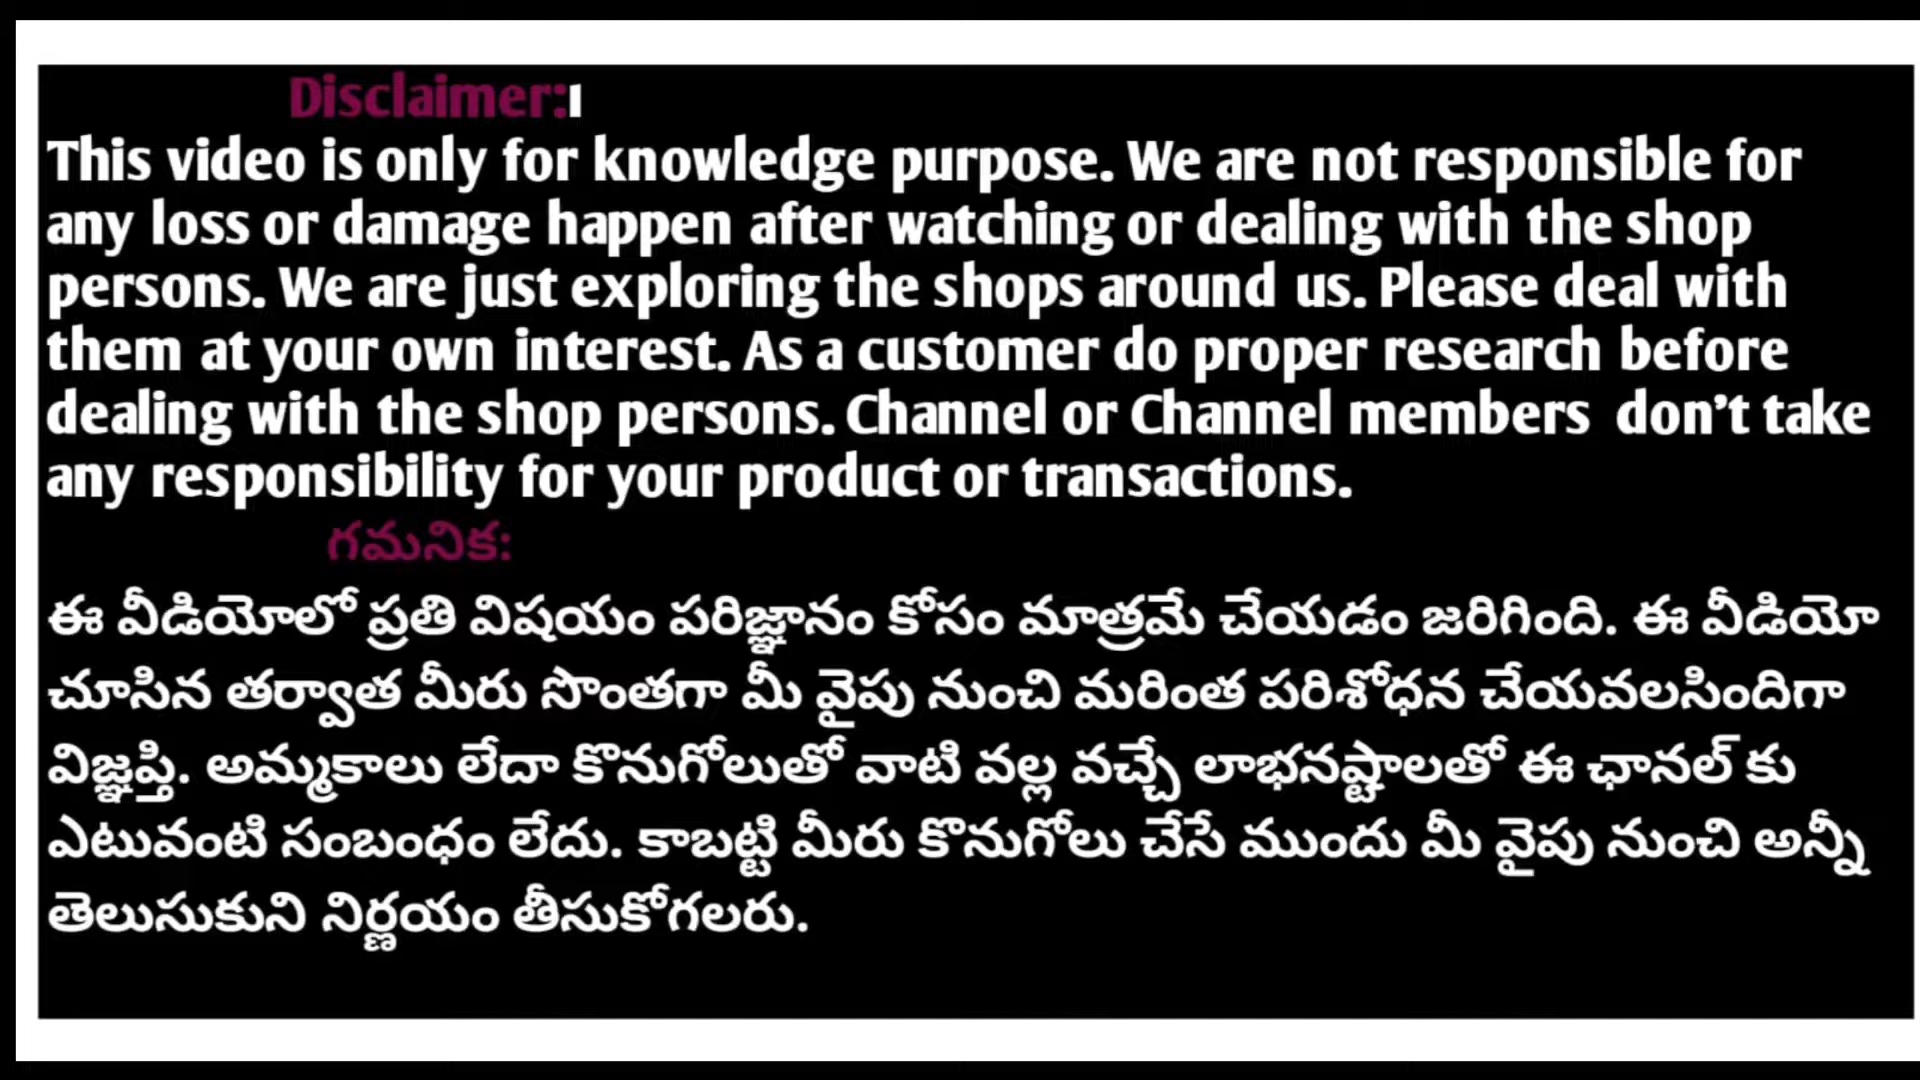 Disclaimer:
This video is only for knowledge purpose. We are not responsible for
any loss or damage happen after watching or dealing with the shop
persons. We are just exploring the shops around us. Please deal with
them at your own interest. As a customer do proper research before
dealing with the shop persons. Channel or Channel members don't take
any responsibility for your product or transactions.
గమనిక:
ఈ వీడియోలో ప్రతి విషయం పరిజ్ఞానం కోసం మాత్రమే చేయడం జరిగింది. ఈ వీడియో
చూసిన తర్వాత మీరు సొంతగా మీ వైపు నుంచి మరింత పరిశోధన చేయవలసిందిగా
విజ్ఞప్తి. అమ్మకాలు లేదా కొనుగోలుతో వాటి వల్ల వచ్చే లాభనష్టాలతో ఈ ఛానల్ కు
ఎటువంటి సంబంధం లేదు. కాబట్టి మీరు కొనుగోలు చేసే ముందు మీ వైపు నుంచి అన్నీ
తెలుసుకుని నిర్ణయం తీసుకోగలరు.